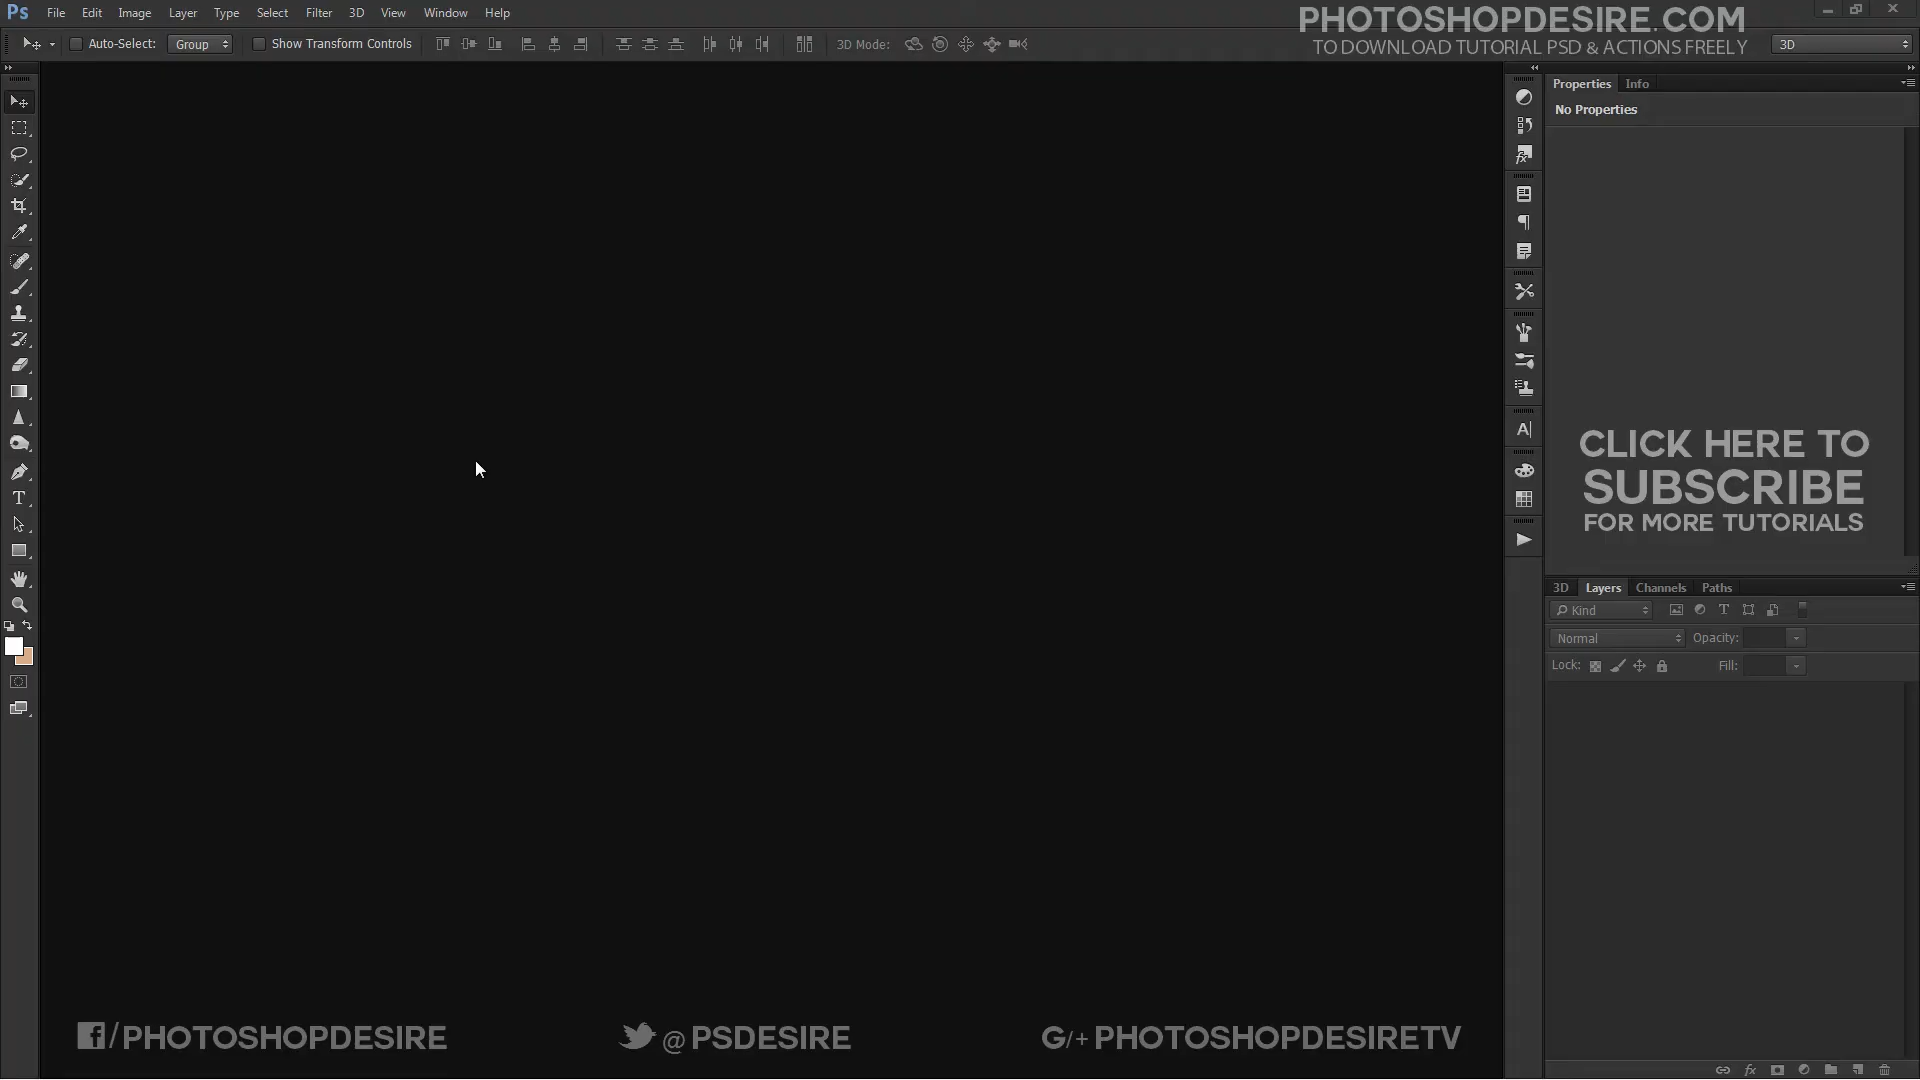 Ps File Edit Image Layer Type Select Filter 3D View Window Help
PHOTOSHOPDESIRE.COM
TO DOWNLOAD TUTORIAL PSD & ACTIONS FREELY
Auto-Select: Group Show Transform Controls 3D Mode: 3D
Properties Info
No Properties
CLICK HERE TO
SUBSCRIBE
FOR MORE TUTORIALS
3D Layers Channels Paths
Kind
Normal Opacity:
Lock: Fill:
f/PHOTOSHOPDESIRE @PSDESIRE G/+PHOTOSHOPDESIRETV